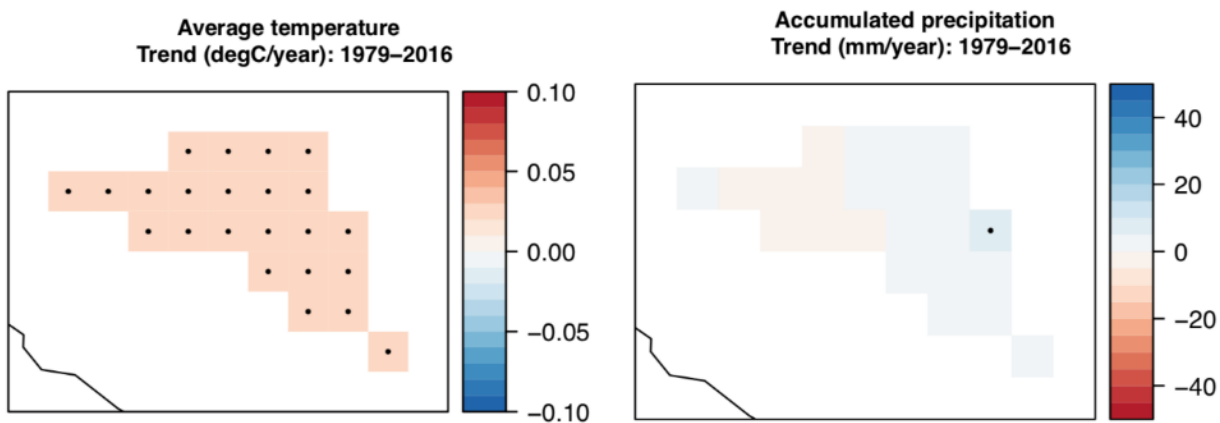 Average temperature
Trend (degC/year): 1979–2016
0.10
0.05
0.00
−0.05
−0.10
Accumulated precipitation
Trend (mm/year): 1979–2016
40
20
0
−20
−40